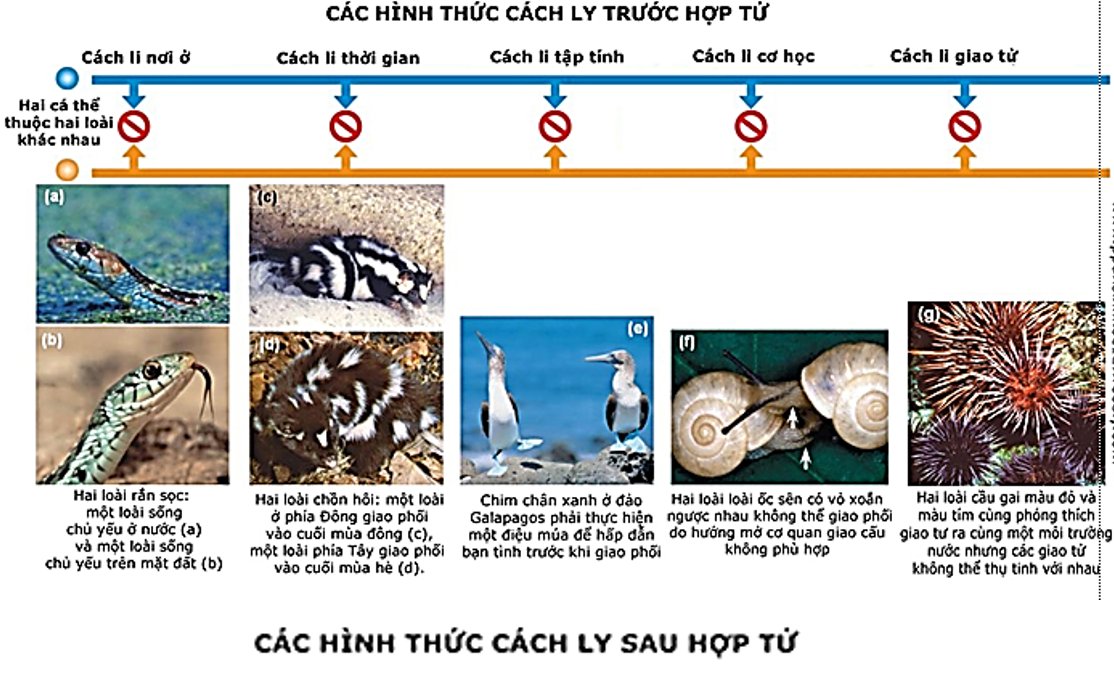 CÁC HÌNH THỨC CÁCH LY TRƯỚC HỢP TỬ
Cách li nơi ở
Cách li thời gian
Cách li tập tính
Cách li cơ học
Cách li giao tử
Hai cá thể
thuộc hai loài
khác nhau
(a)
(b)
Hai loài rắn sọc:
một loài sống
chủ yếu ở nước (a)
và một loài sống
chủ yếu trên mặt đất (b)
(c)
(d)
Hai loài chồn hôi: một loài
ở phía Đông giao phối
vào cuối mùa đông (c),
một loài phía Tây giao phối
vào cuối mùa hè (d).
(e)
Chim chân xanh ở đảo
Galapagos phải thực hiện
một điệu múa để hấp dẫn
bạn tình trước khi giao phối
(f)
Hai loài loài ốc sên có vỏ xoắn
ngược nhau không thể giao phối
do hướng mở cơ quan giao cấu
không phù hợp
(g)
Hai loài cầu gai màu đỏ và
màu tím cùng phóng thích
giao tư ra cùng một môi trường
nước nhưng các giao tử
không thể thụ tinh với nhau
CÁC HÌNH THỨC CÁCH LY SAU HỢP TỬ